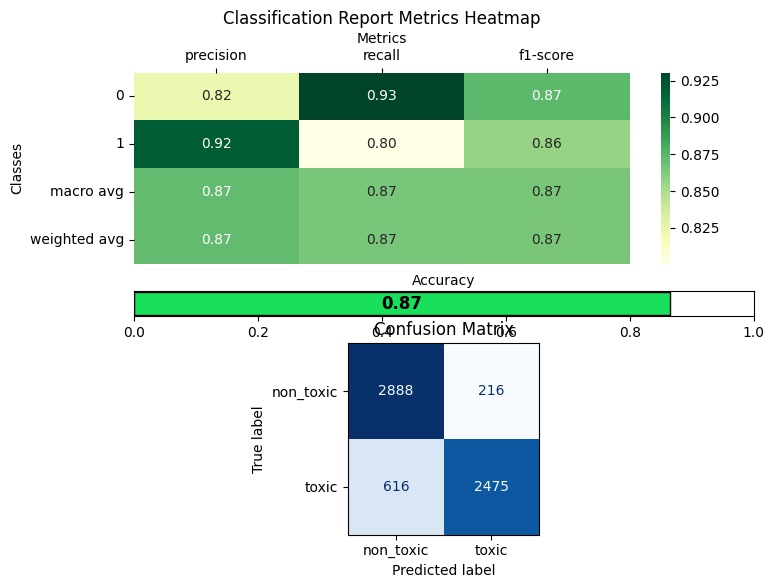 Classification Report Metrics Heatmap
Metrics
precision recall f1-score
0 0.82 0.93 0.87 0.925
1 0.92 0.80 0.86 0.900
Classes 0.875
macro avg 0.87 0.87 0.87 0.850
weighted avg 0.87 0.87 0.87 0.825
Accuracy
0.87
0.0 0.2 0.4 0.6 0.8 1.0
Confusion Matrix
non_toxic 2888 216
True label
toxic 616 2475
non_toxic toxic
Predicted label